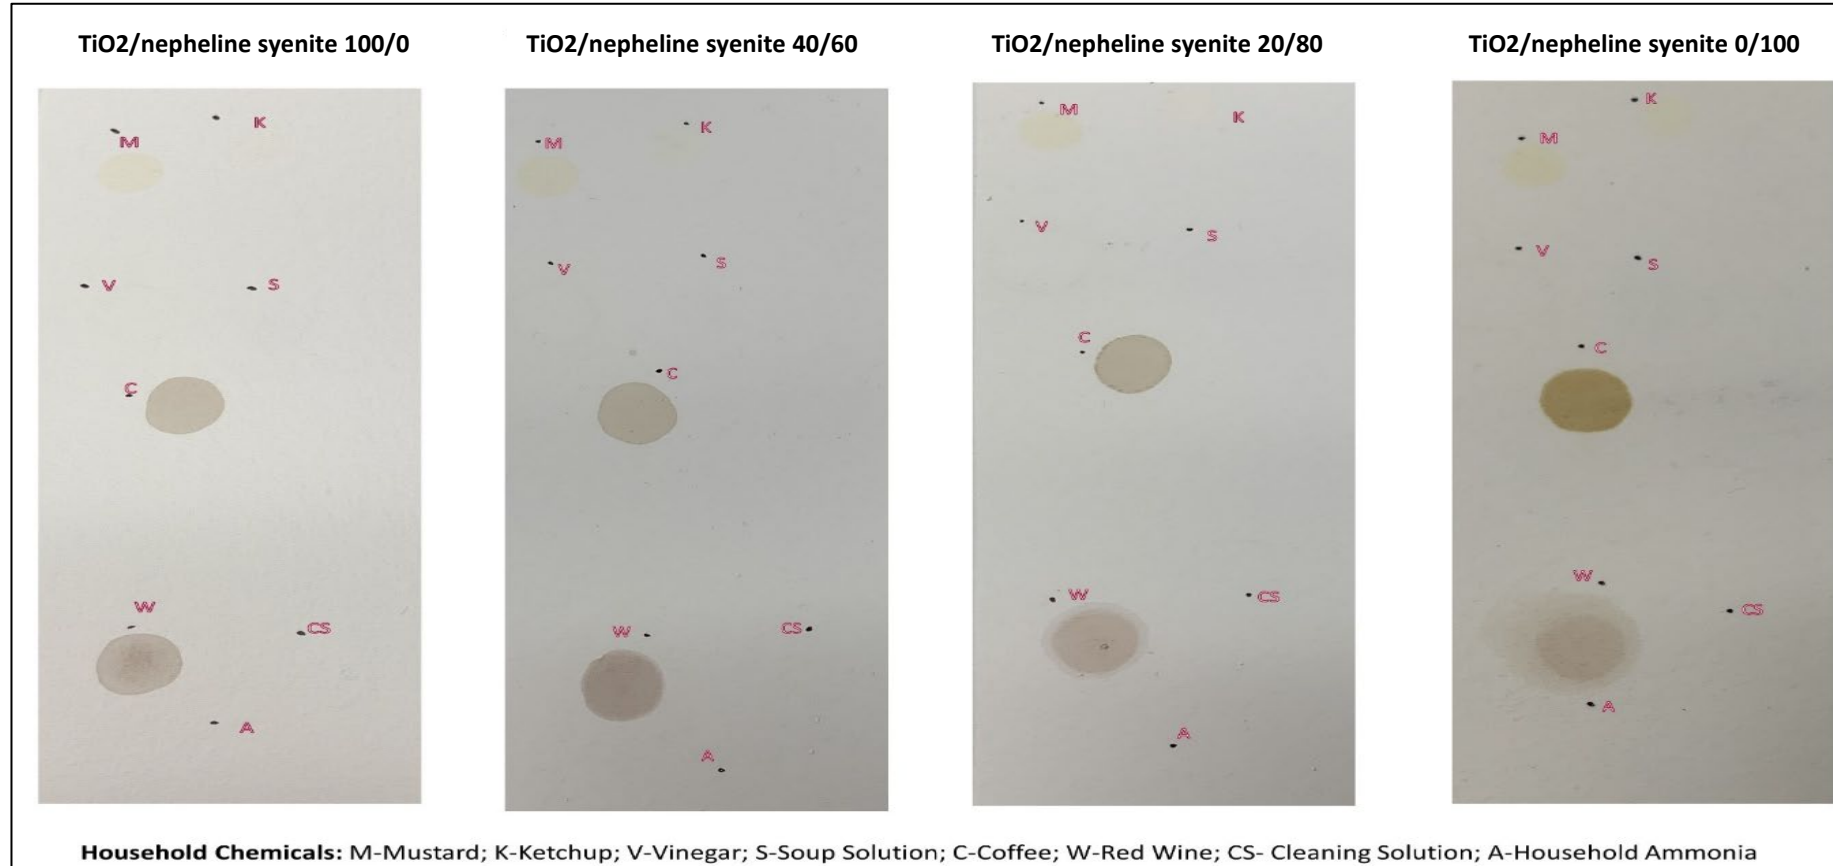 TiO2/nepheline syenite 100/0
TiO2/nepheline syenite 40/60
TiO2/nepheline syenite 20/80
TiO2/nepheline syenite 0/100
M
K
V
S
C
W
CS
A
M
K
V
S
C
W
CS
A
M
K
V
S
C
W
CS
A
K
M
V
S
C
W
CS
A
Household Chemicals: M-Mustard; K-Ketchup; V-Vinegar; S-Soup Solution; C-Coffee; W-Red Wine; CS- Cleaning Solution; A-Household Ammonia